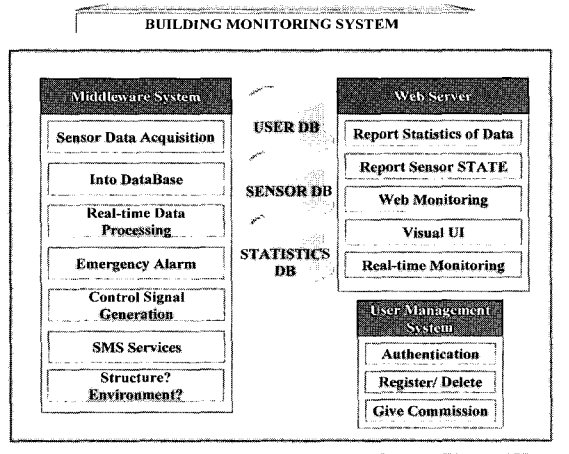 BUILDING MONITORING SYSTEM
Middleware System
Sensor Data Acquisition
Into DataBase
Real-time Data
Processing
Emergency Alarm
Control Signal
Generation
SMS Services
Structure?
Environment?
USER DB
SENSOR DB
STATISTICS
DB
Web Server
Report Statistics of Data
Report Sensor STATE
Web Monitoring
Visual UI
Real-time Monitoring
User Management
System
Authentication
Register/ Delete
Give Commission